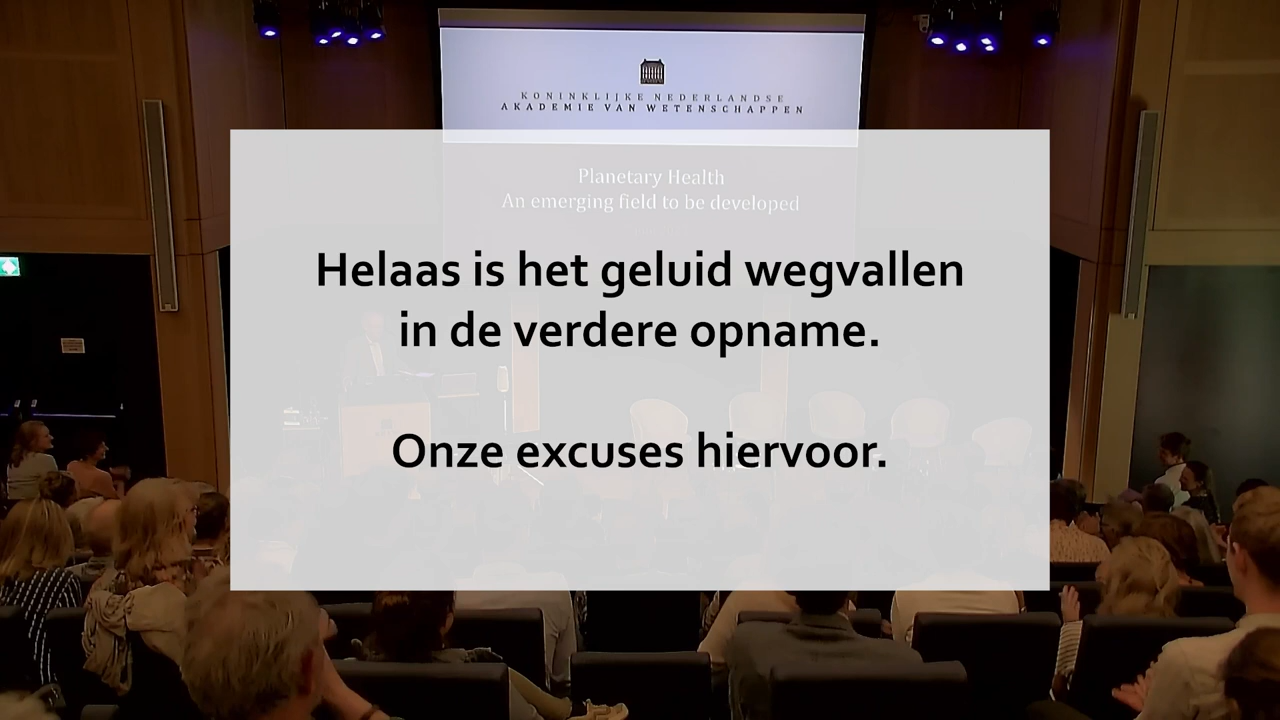 KONINKLIJKE NEDERLANDSE
AKADEMIE VAN WETENSCHAPPEN
Planetary Health
An emerging field to be developed
Helaas is het geluid wegvallen
in de verdere opname.
Onze excuses hiervoor.